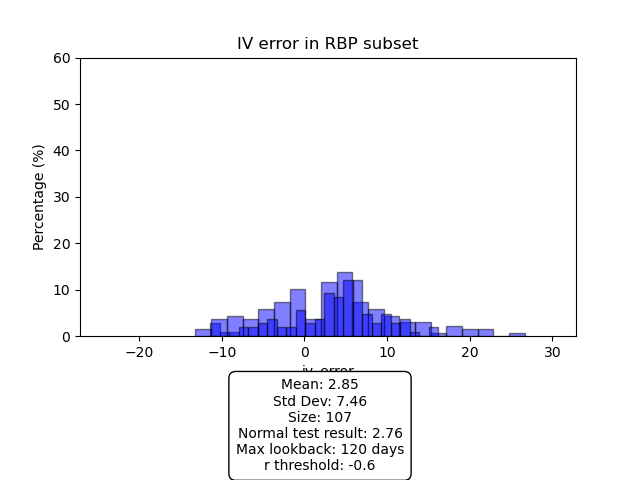 IV error in RBP subset
60
50
40
30
20
10
0
Percentage (%)
−20
−10
0
10
20
30
iv_error
Mean: 2.85
Std Dev: 7.46
Size: 107
Normal test result: 2.76
Max lookback: 120 days
r threshold: -0.6